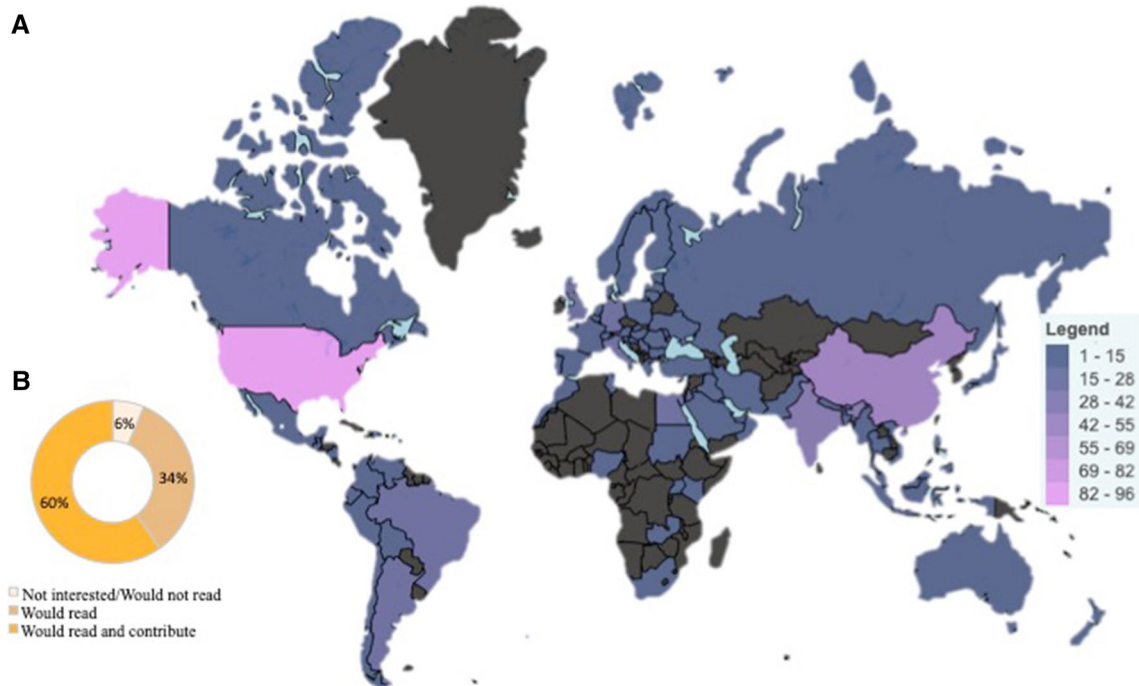 A
Legend
1 - 15
15 - 28
28 - 42
42 - 55
55 - 69
69 - 82
82 - 96
B
6%
34%
60%
Not interested/Would not read
Would read
Would read and contribute